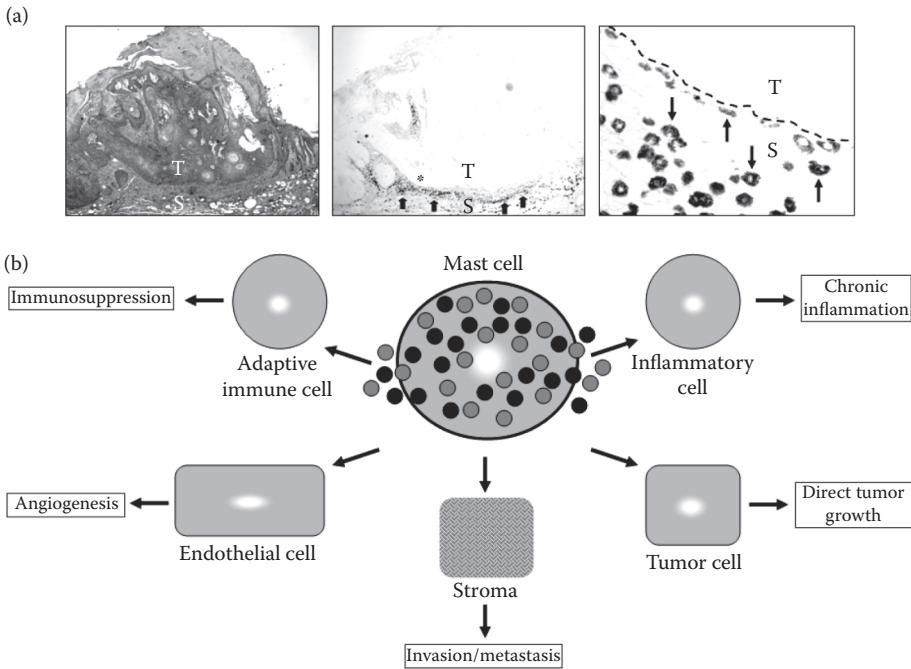 (a)
T
S
T
*
S
T
S
(b)
Mast cell
Immunosuppression
Adaptive
immune cell
Inflammatory
cell
Chronic
inflammation
Angiogenesis
Endothelial cell
Stroma
Invasion/metastasis
Tumor cell
Direct tumor
growth